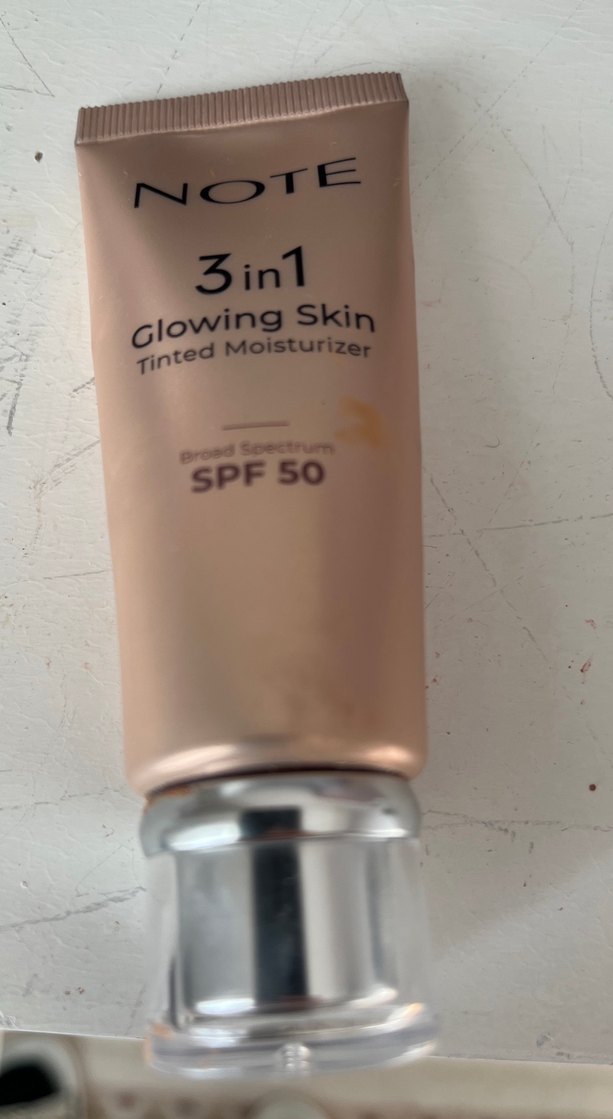 NOTE
3in1
Glowing Skin
Tinted Moisturizer
Broad Spectrum
SPF 50